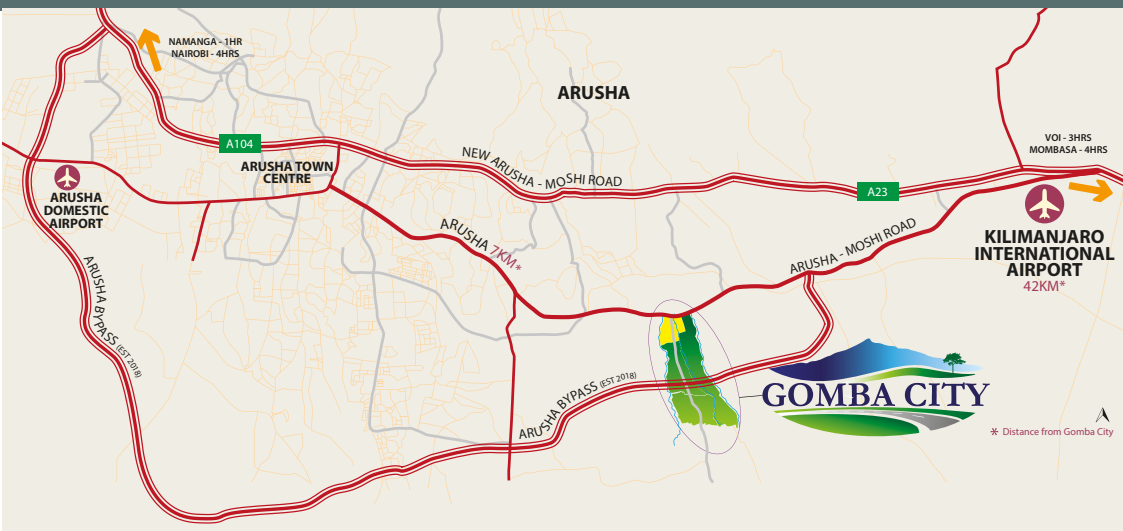 NAMANGA - 1HR
NAIROBI - 4HRS
ARUSHA
A104
VOI - 3HRS
MOMBASA - 4HRS
ARUSHA TOWN
CENTRE
NEW ARUSHA - MOSHI ROAD
A23
ARUSHA
DOMESTIC
AIRPORT
ARUSHA 7KM*
ARUSHA - MOSHI ROAD
KILIMANJARO
INTERNATIONAL
AIRPORT
42KM*
ARUSHA BYPASS (EST 2018)
ARUSHA BYPASS (EST 2018)
GOMBA CITY
* Distance from Gomba City